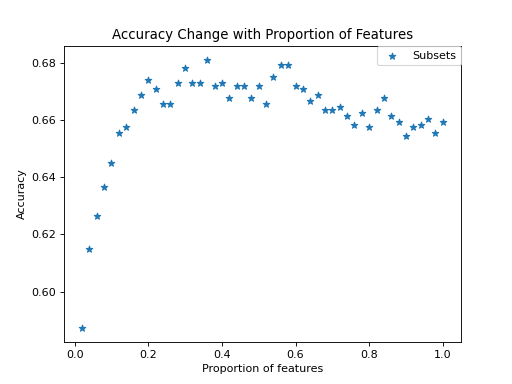 Accuracy Change with Proportion of Features
Subsets
0.68
0.66
0.64
0.62
0.60
Accuracy
0.0 0.2 0.4 0.6 0.8 1.0
Proportion of features